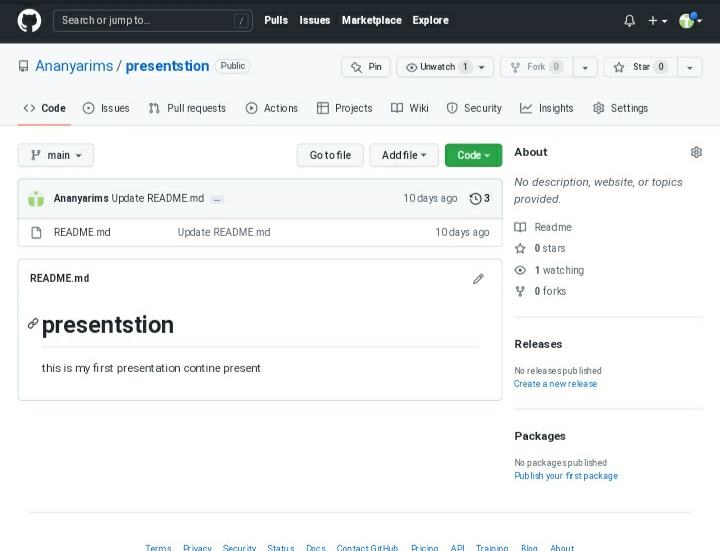 Search or jump to... / Pulls Issues Marketplace Explore
Ananyarims / presentstion Public Pin Unwatch 1 Fork 0 Star 0
Code Issues Pull requests Actions Projects Wiki Security Insights Settings
main Go to file Add file Code
Ananyarims Update README.md ... 10 days ago 3
README.md Update README.md 10 days ago
README.md
presentstion
this is my first presentation contine present
About
No description, website, or topics
provided.
Readme
0 stars
1 watching
0 forks
Releases
No releases published
Create a new release
Packages
No packages published
Publish your first package
Terms Privacy Security Status Docs Contact GitHub Pricing API Training Blog About